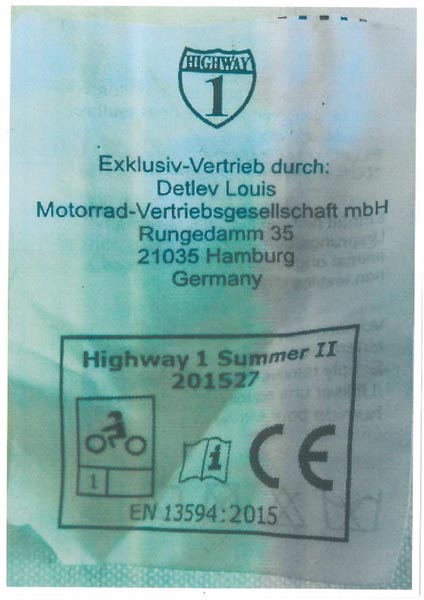 HIGHWAY
1
Exklusiv-Vertrieb durch:
Detlev Louis
Motorrad-Vertriebsgesellschaft mbH
Rungedamm 35
21035 Hamburg
Germany
Highway 1 Summer II
201527
1
i
CE
EN 13594:2015